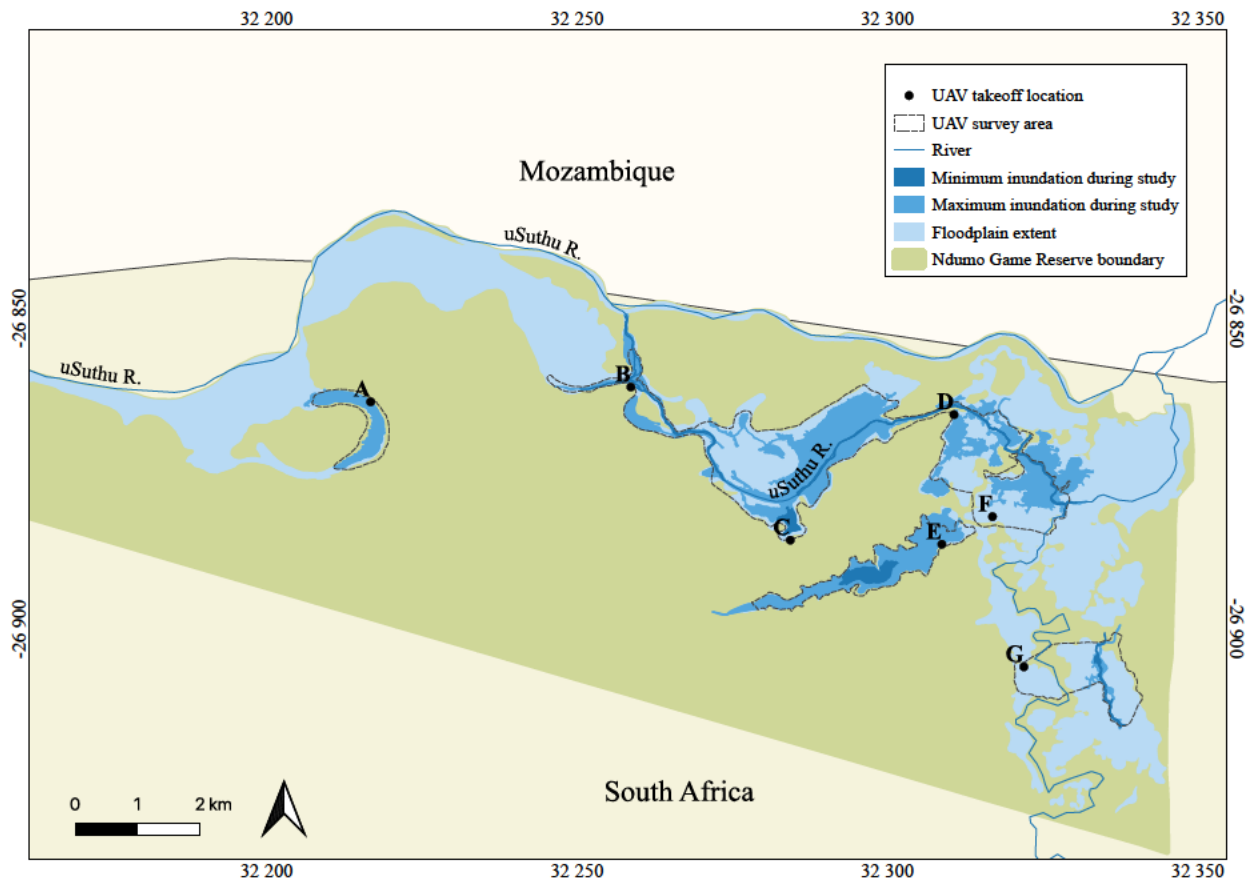 32 200 32 250 32 300 32 350
UAV takeoff location
UAV survey area
River
Minimum inundation during study
Maximum inundation during study
Floodplain extent
Ndumo Game Reserve boundary
Mozambique
uSuthu R.
-26 850
-26 850
uSuthu R.
A
B
D
uSuthu R.
C
F
E
-26 900
-26 900
G
South Africa
0 1 2 km
32 200 32 250 32 300 32 350